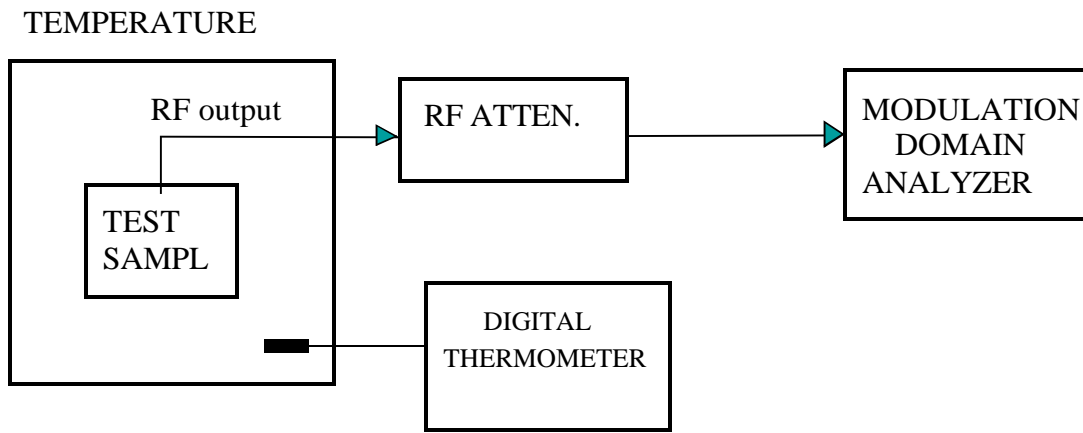 TEMPERATURE
RF output
RF ATTEN.
MODULATION
DOMAIN
ANALYZER
TEST
SAMPL
DIGITAL
THERMOMETER